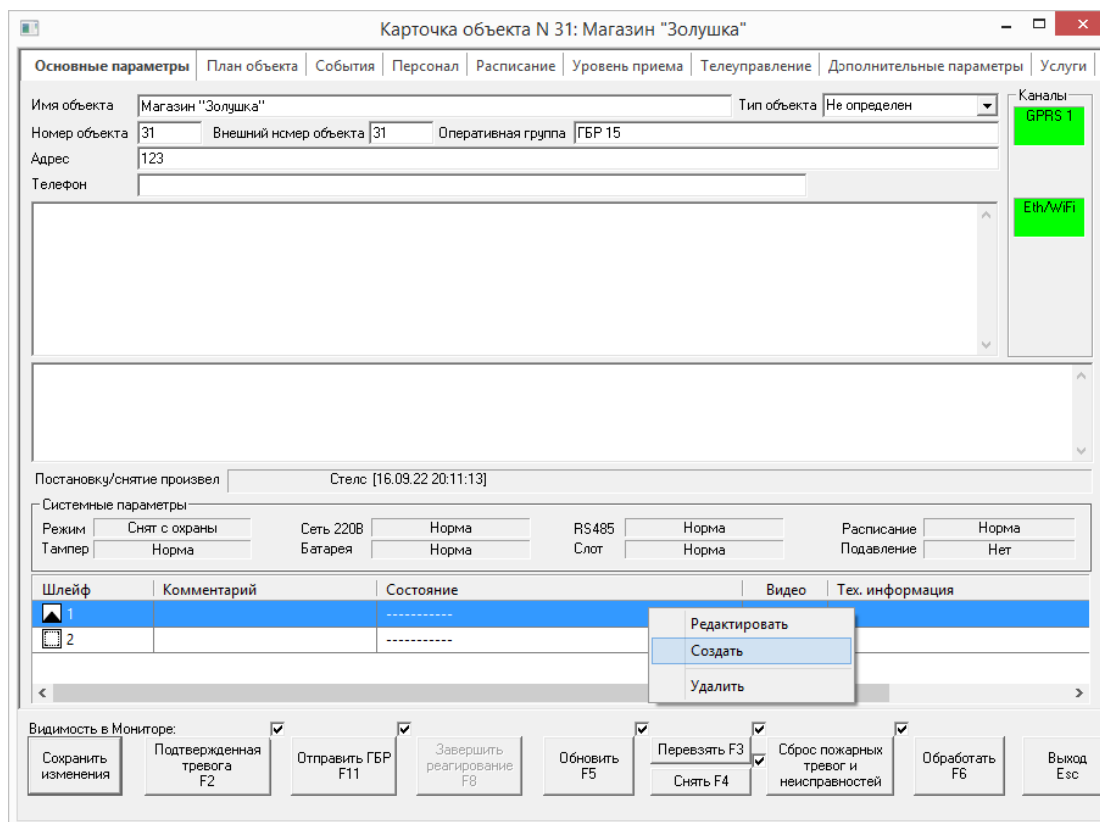 Карточка объекта N 31: Магазин "Золушка"
Основные параметры План объекта События Персонал Расписание Уровень приема Телеуправление Дополнительные параметры Услуги
Каналы
Имя объекта Магазин "Золушка" Тип объекта Не определен
GPRS 1
Номер объекта 31 Внешний номер объекта 31 Оперативная группа ГБР 15
Адрес 123
Телефон
Eth/WiFi
Постановку/снятие произвел Стелс [16.09.22 20:11:13]
Системные параметры
Режим Снят с охраны Сеть 220В Норма RS485 Норма Расписание Норма
Тампер Норма Батарея Норма Слот Норма Подавление Нет
Шлейф Комментарий Состояние Видео Тех. информация
1 -----------
2 -----------
Редактировать
Создать
Удалить
Видимость в Мониторе:
Сохранить изменения
Подтвержденная тревога F2
Отправить ГБР F11
Завершить реагирование F8
Обновить F5
Перевзять F3
Снять F4
Сброс пожарных тревог и неисправностей
Обработать F6
Выход Esc